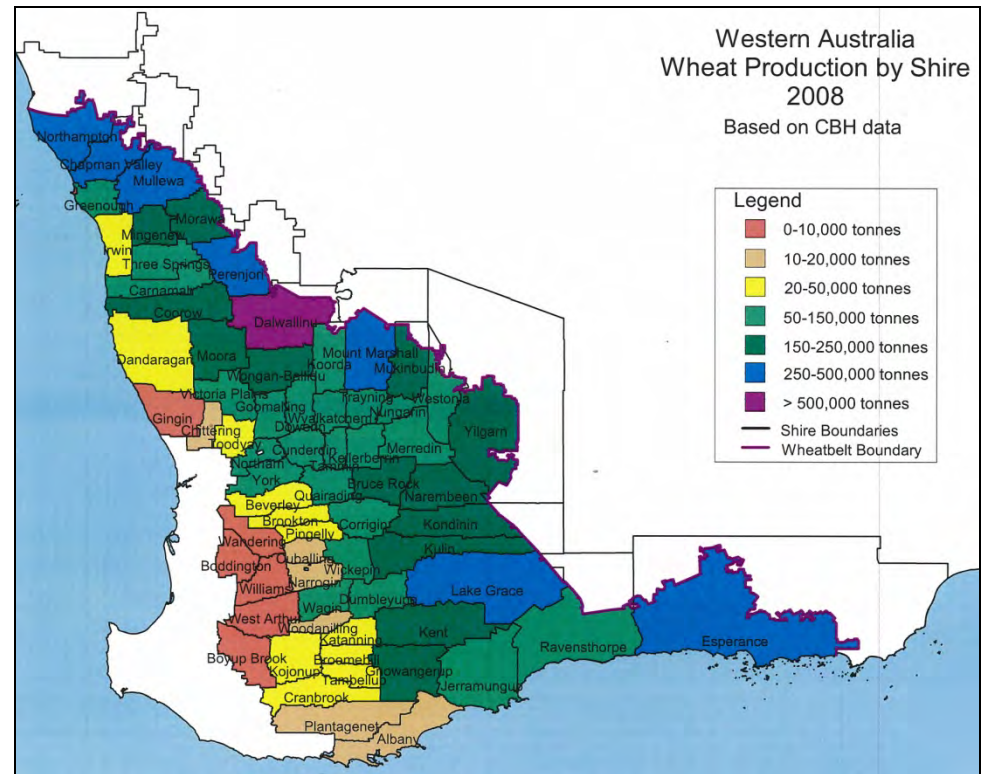 Western Australia
Wheat Production by Shire
2008
Based on CBH data
Legend
0-10,000 tonnes
10-20,000 tonnes
20-50,000 tonnes
50-150,000 tonnes
150-250,000 tonnes
250-500,000 tonnes
> 500,000 tonnes
Shire Boundaries
Wheatbelt Boundary
Northampton
Chapman Valley
Mullewa
Greenough
Morawa
Mingenew
Irwin
Three Springs
Perenjori
Carnamah
Coorow
Dalwallinu
Dandaragan
Moora
Koorda
Mount Marshall
Mukinbudin
Wongan-Ballidu
Victoria Plains
Goomalling
Trayning
Nungarin
Westonia
Gingin
Chittering
Toodyay
Dowerin
Wyalkatchem
Yilgarn
Northam
Cunderdin
Tammin
Kellerberrin
Merredin
York
Quairading
Bruce Rock
Narembeen
Beverley
Brookton
Pingelly
Corrigin
Kondinin
Wandering
Cuballing
Kulin
Boddington
Wickepin
Williams
Narrogin
Lake Grace
Wagin
Dumbleyung
West Arthur
Woodanilling
Katanning
Kent
Ravensthorpe
Esperance
Boyup Brook
Kojonup
Broomehill
Tambellup
Gnowangerup
Jerramungup
Cranbrook
Plantagenet
Albany